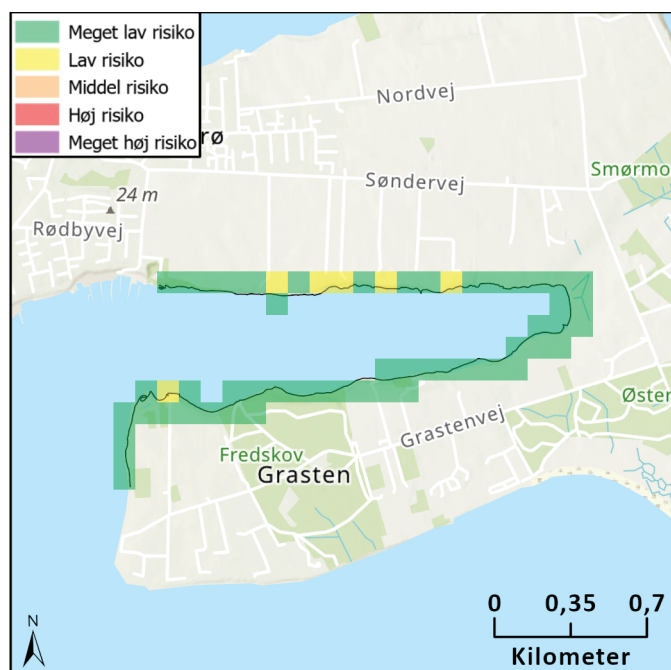 Meget lav risiko
Lav risiko
Middel risiko
Høj risiko
Meget høj risiko
rø
Nordvej
Smørmo
Søndervej
24 m
Rødbyvej
Øster
Grastenvej
Fredskov
Grasten
0 0,35 0,7
Kilometer
N